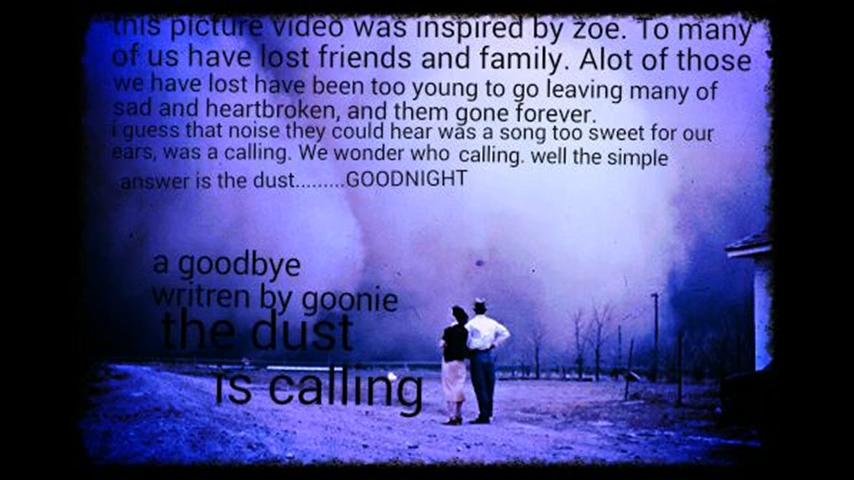 this picture video was inspired by zoe. To many
of us have lost friends and family. Alot of those
we have lost have been too young to go leaving many of
sad and heartbroken, and them gone forever.
i guess that noise they could hear was a song too sweet for our
ears, was a calling. We wonder who calling. well the simple
answer is the dust.........GOODNIGHT
a goodbye
writren by goonie
the dust
is calling